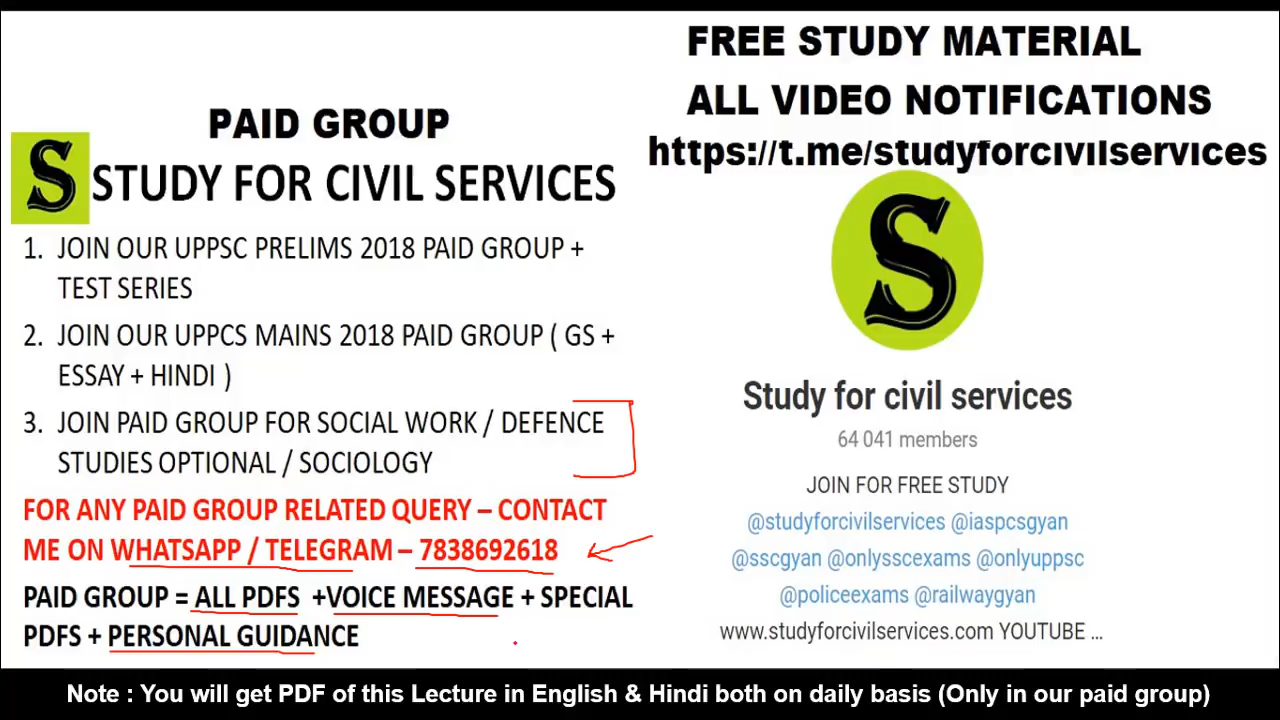 PAID GROUP
S STUDY FOR CIVIL SERVICES
1. JOIN OUR UPPSC PRELIMS 2018 PAID GROUP +
TEST SERIES
2. JOIN OUR UPPCS MAINS 2018 PAID GROUP ( GS +
ESSAY + HINDI )
3. JOIN PAID GROUP FOR SOCIAL WORK / DEFENCE
STUDIES OPTIONAL / SOCIOLOGY
FOR ANY PAID GROUP RELATED QUERY – CONTACT
ME ON WHATSAPP / TELEGRAM – 7838692618
PAID GROUP = ALL PDFS +VOICE MESSAGE + SPECIAL
PDFS + PERSONAL GUIDANCE
FREE STUDY MATERIAL
ALL VIDEO NOTIFICATIONS
https://t.me/studyforcivilservices
S
Study for civil services
64 041 members
JOIN FOR FREE STUDY
@studyforcivilservices @iaspcsgyan
@sscgyan @onlysscexams @onlyuppsc
@policeexams @railwaygyan
www.studyforcivilservices.com YOUTUBE ...
Note : You will get PDF of this Lecture in English & Hindi both on daily basis (Only in our paid group)